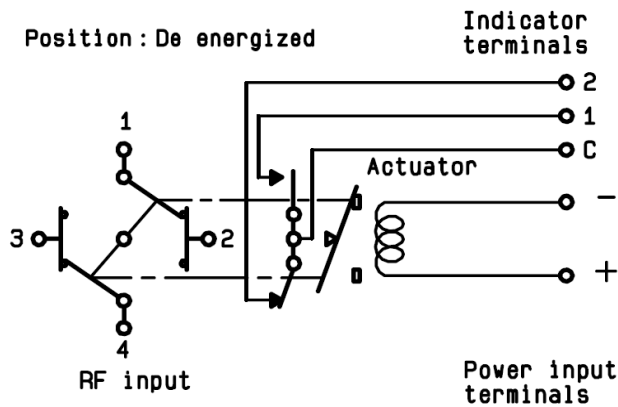 Position : De energized
Indicator
terminals
2
1
C
Actuator
-
+
1
3
2
4
RF input
Power input
terminals